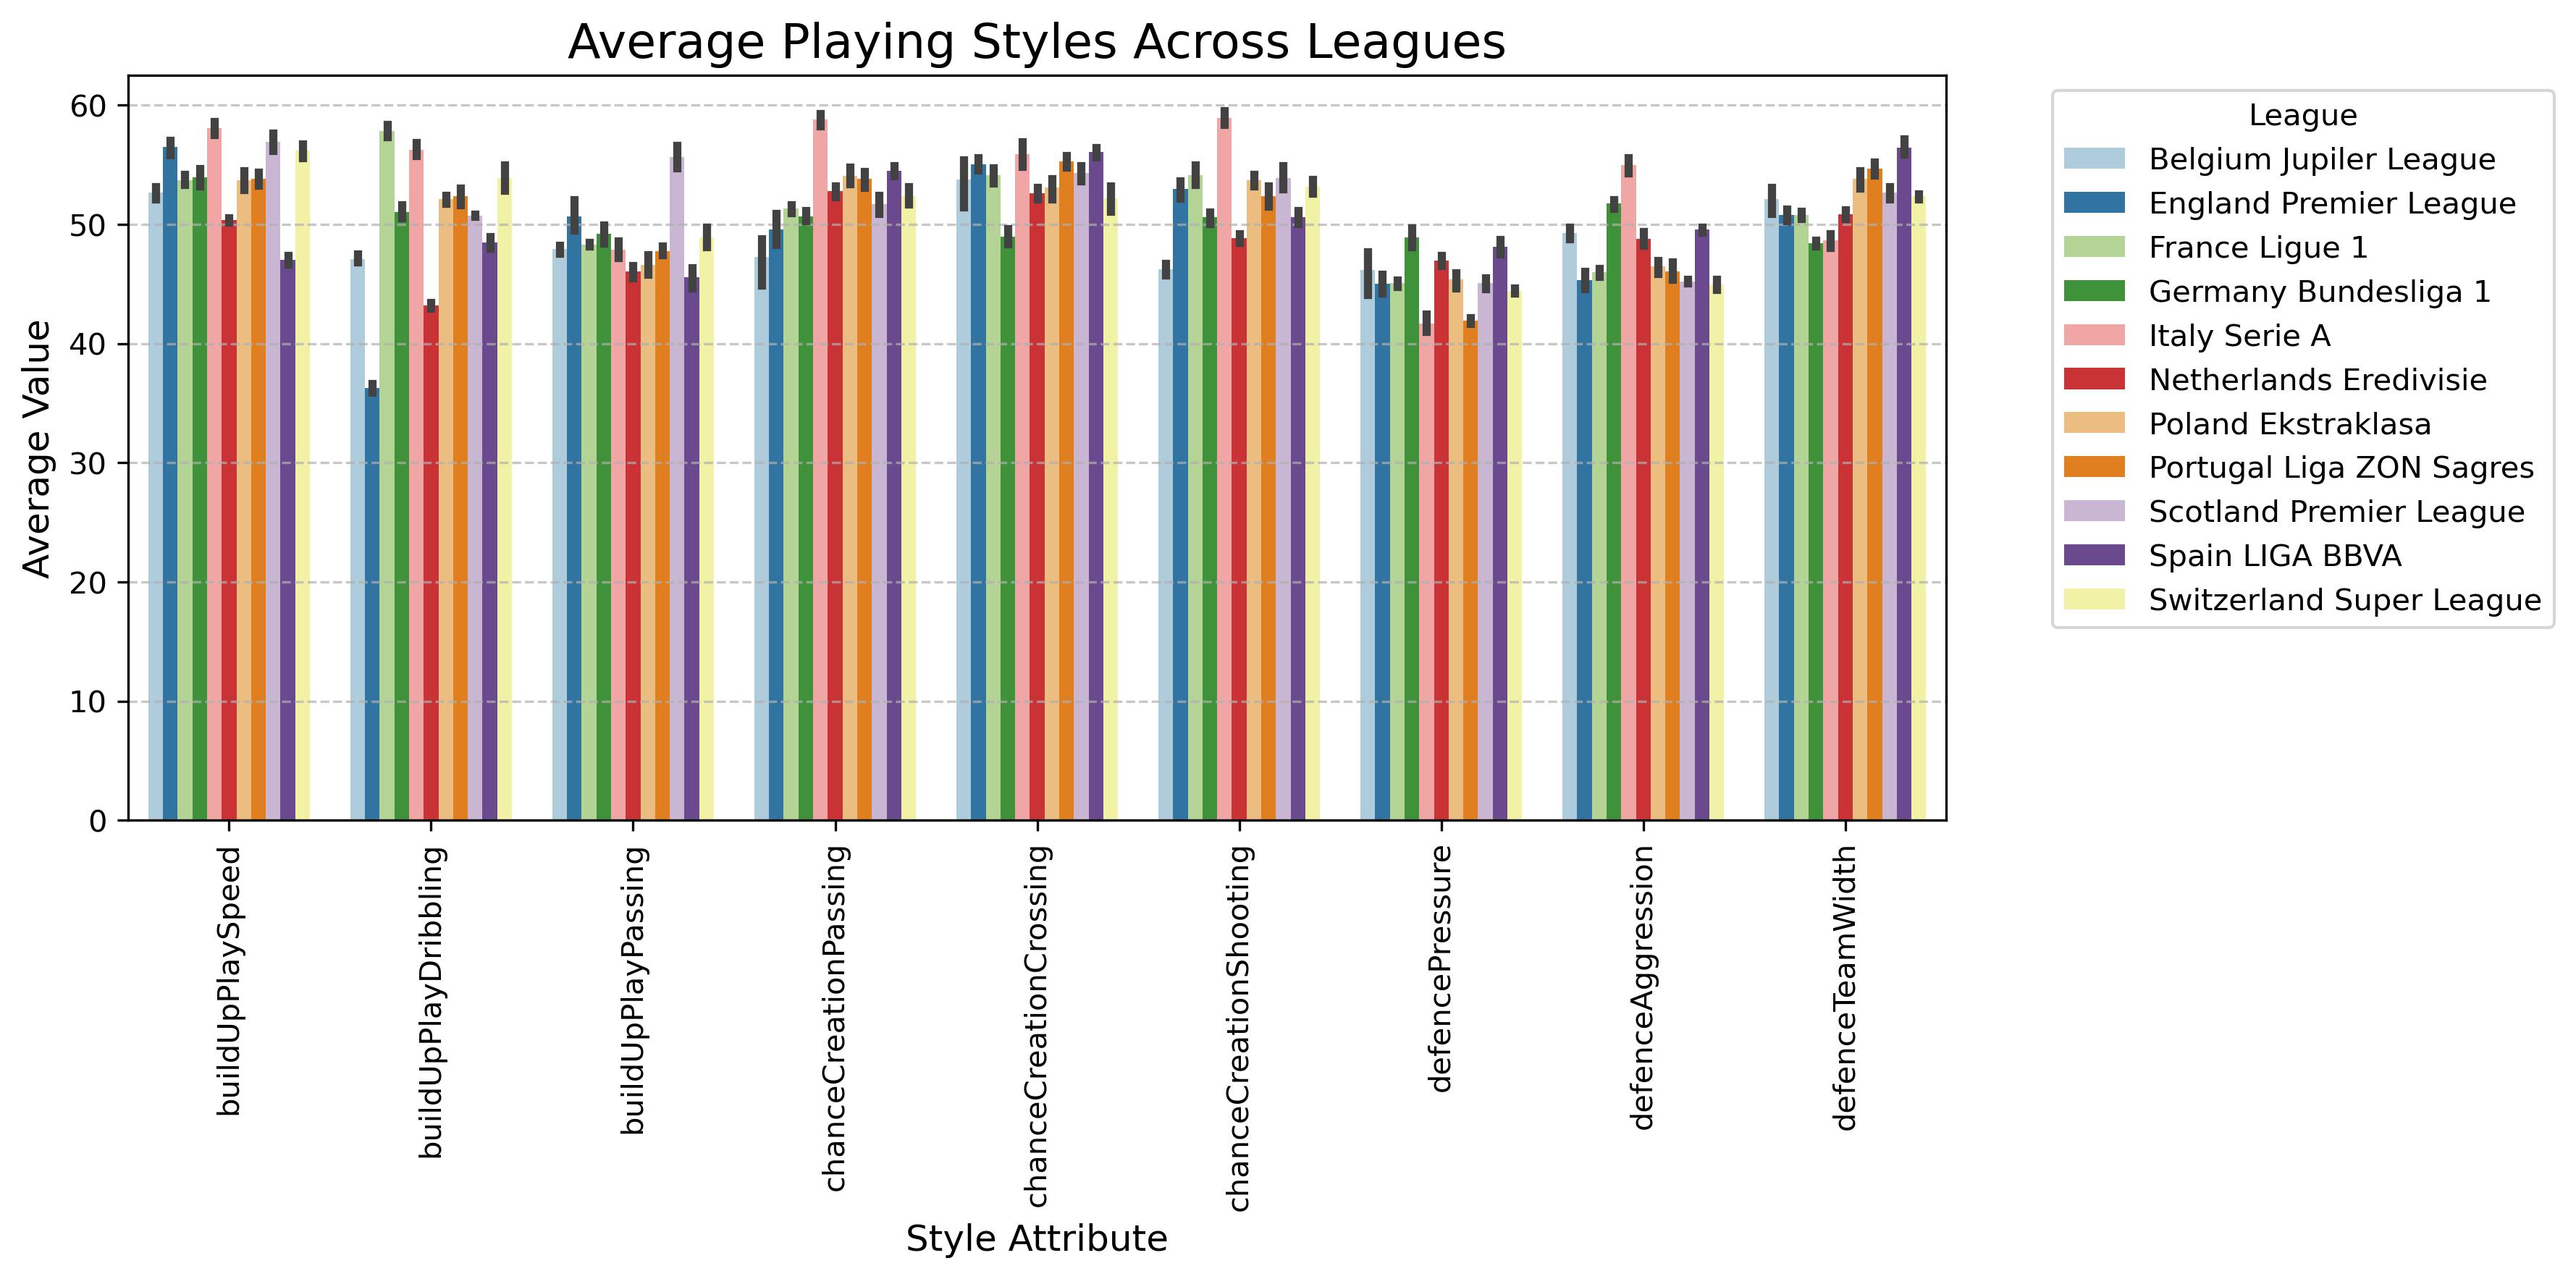 Average Playing Styles Across Leagues
Average Value
60
50
40
30
20
10
0
buildUpPlaySpeed
buildUpPlayDribbling
buildUpPlayPassing
chanceCreationPassing
chanceCreationCrossing
chanceCreationShooting
defencePressure
defenceAggression
defenceTeamWidth
Style Attribute
League
Belgium Jupiler League
England Premier League
France Ligue 1
Germany Bundesliga 1
Italy Serie A
Netherlands Eredivisie
Poland Ekstraklasa
Portugal Liga ZON Sagres
Scotland Premier League
Spain LIGA BBVA
Switzerland Super League